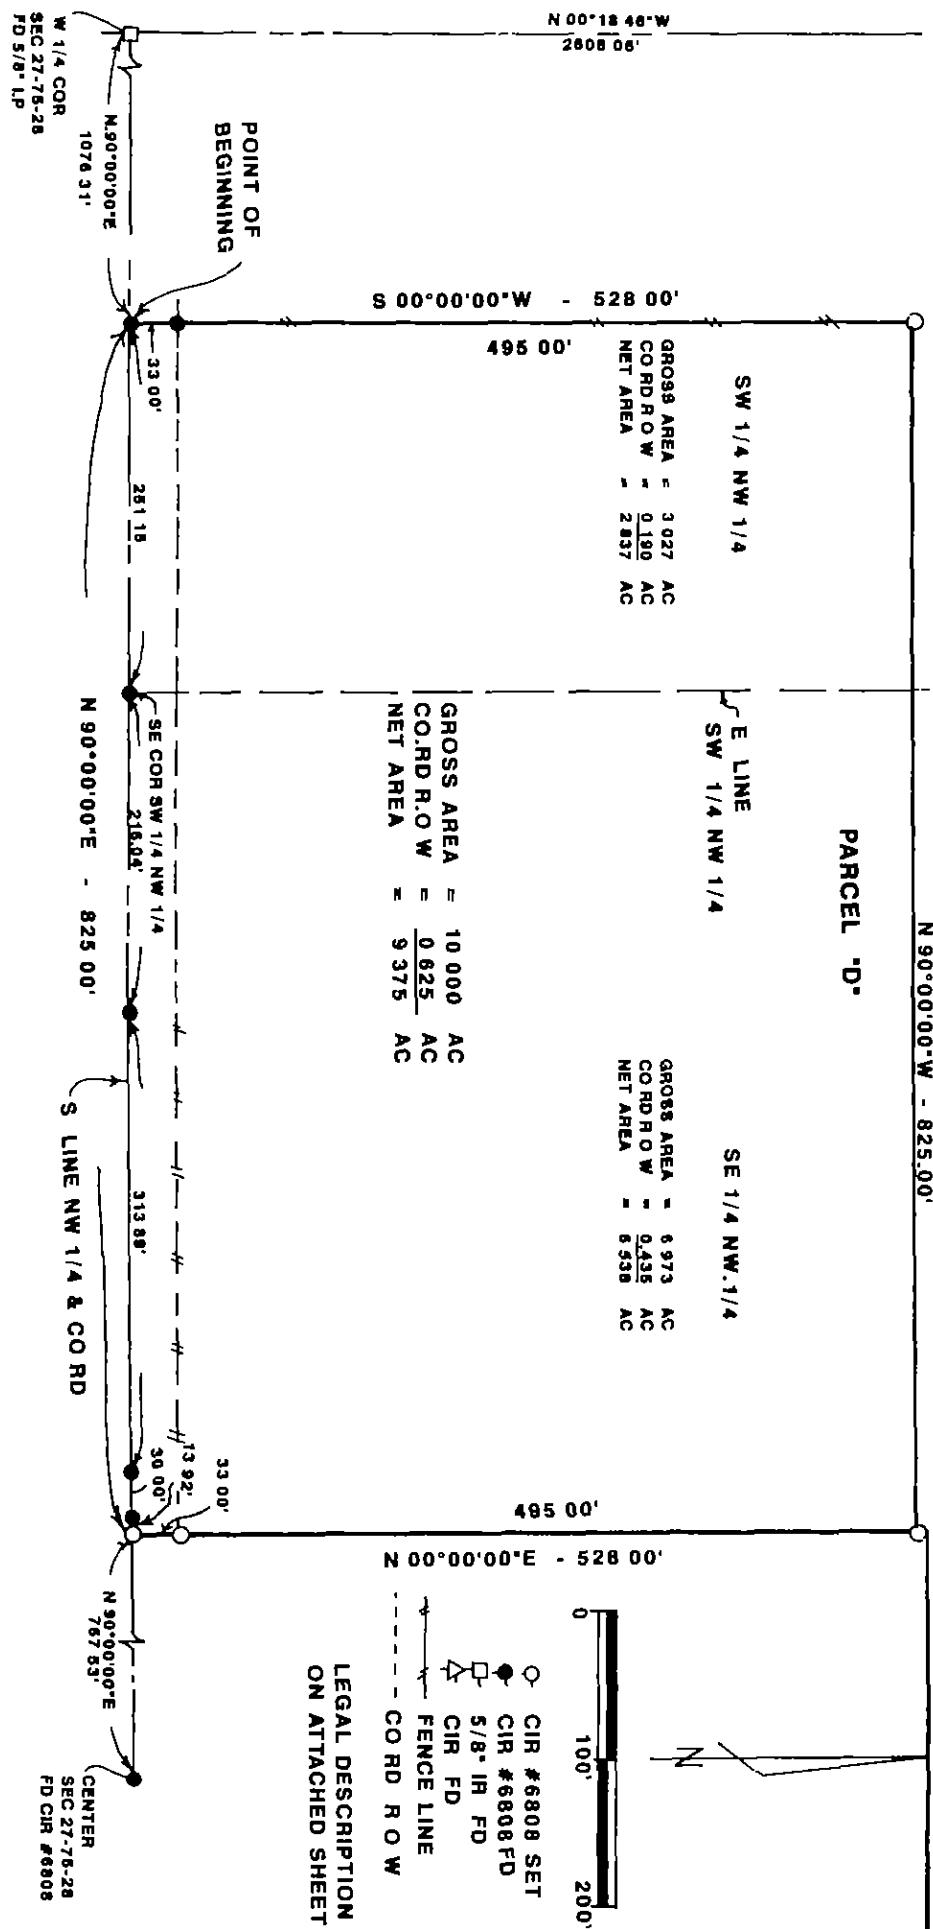 N 00°18 46"W
2608 06'
W 1/4 COR
SEC 27-75-28
FD 5/8" I.P
N.90°00'00"E
1076 31'
POINT OF
BEGINNING
S 00°00'00"W - 528 00'
495 00'
33 00'
SW 1/4 NW 1/4
GROSS AREA = 3 027 AC
CO RD R O W = 0.190 AC
NET AREA = 2 837 AC
251 15
E LINE
SW 1/4 NW 1/4
SE COR SW 1/4 NW 1/4
N 90°00'00"E - 825 00'
216.04'
PARCEL "D"
GROSS AREA = 10 000 AC
CO.RD R.O W = 0 625 AC
NET AREA = 9 375 AC
N 90°00'00"W - 825.00'
SE 1/4 NW.1/4
GROSS AREA = 6 973 AC
CO RD R O W = 0.435 AC
NET AREA = 6 538 AC
S LINE NW 1/4 & CO RD
30 00'
13 92'
33 00'
495 00'
N 00°00'00"E - 528 00'
N 90°00'00"E
767 53'
CENTER
SEC 27-75-28
FD CIR #6808
0
100'
200'
N
CIR #6808 SET
CIR #6808 FD
5/8" IR FD
CIR FD
FENCE LINE
CO RD R O W
LEGAL DESCRIPTION
ON ATTACHED SHEET